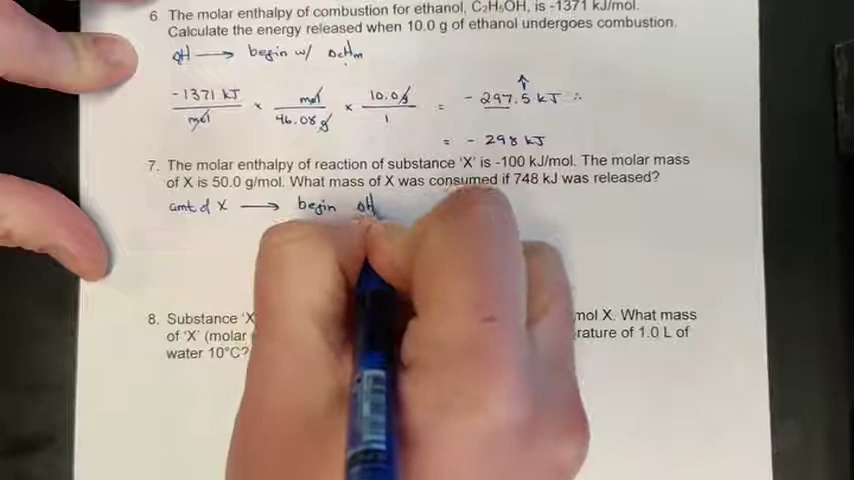 6. The molar enthalpy of combustion for ethanol, C₂H₅OH, is -1371 kJ/mol.
Calculate the energy released when 10.0 g of ethanol undergoes combustion.
ΔH → begin w/ ΔcHm
-1371 kJ / mol × mol / 46.08g × 10.0g / 1 = - 297.5 kJ ∴
= - 298 kJ
7. The molar enthalpy of reaction of substance 'X' is -100 kJ/mol. The molar mass
of X is 50.0 g/mol. What mass of X was consumed if 748 kJ was released?
amt of X → begin ΔH
8. Substance 'X mol X. What mass
of 'X' (molar rature of 1.0 L of
water 10°C?